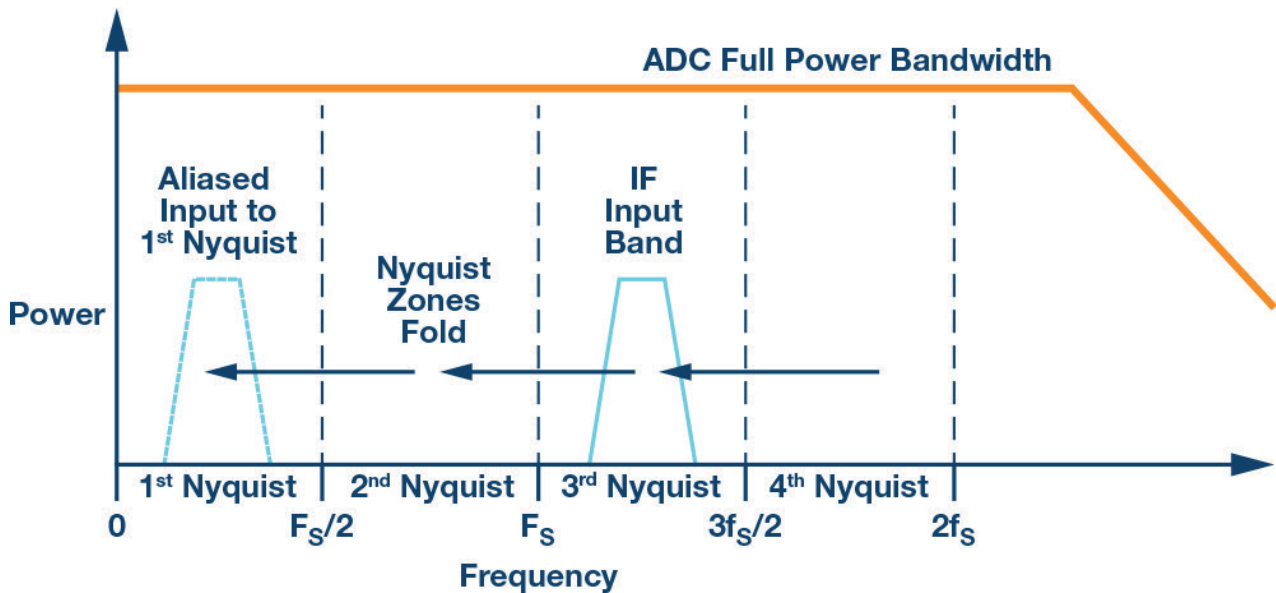 ADC Full Power Bandwidth
Aliased
Input to
1st Nyquist
IF
Input
Band
Nyquist
Zones
Fold
Power
1st Nyquist
2nd Nyquist
3rd Nyquist
4th Nyquist
0
FS/2
FS
3fS/2
2fS
Frequency